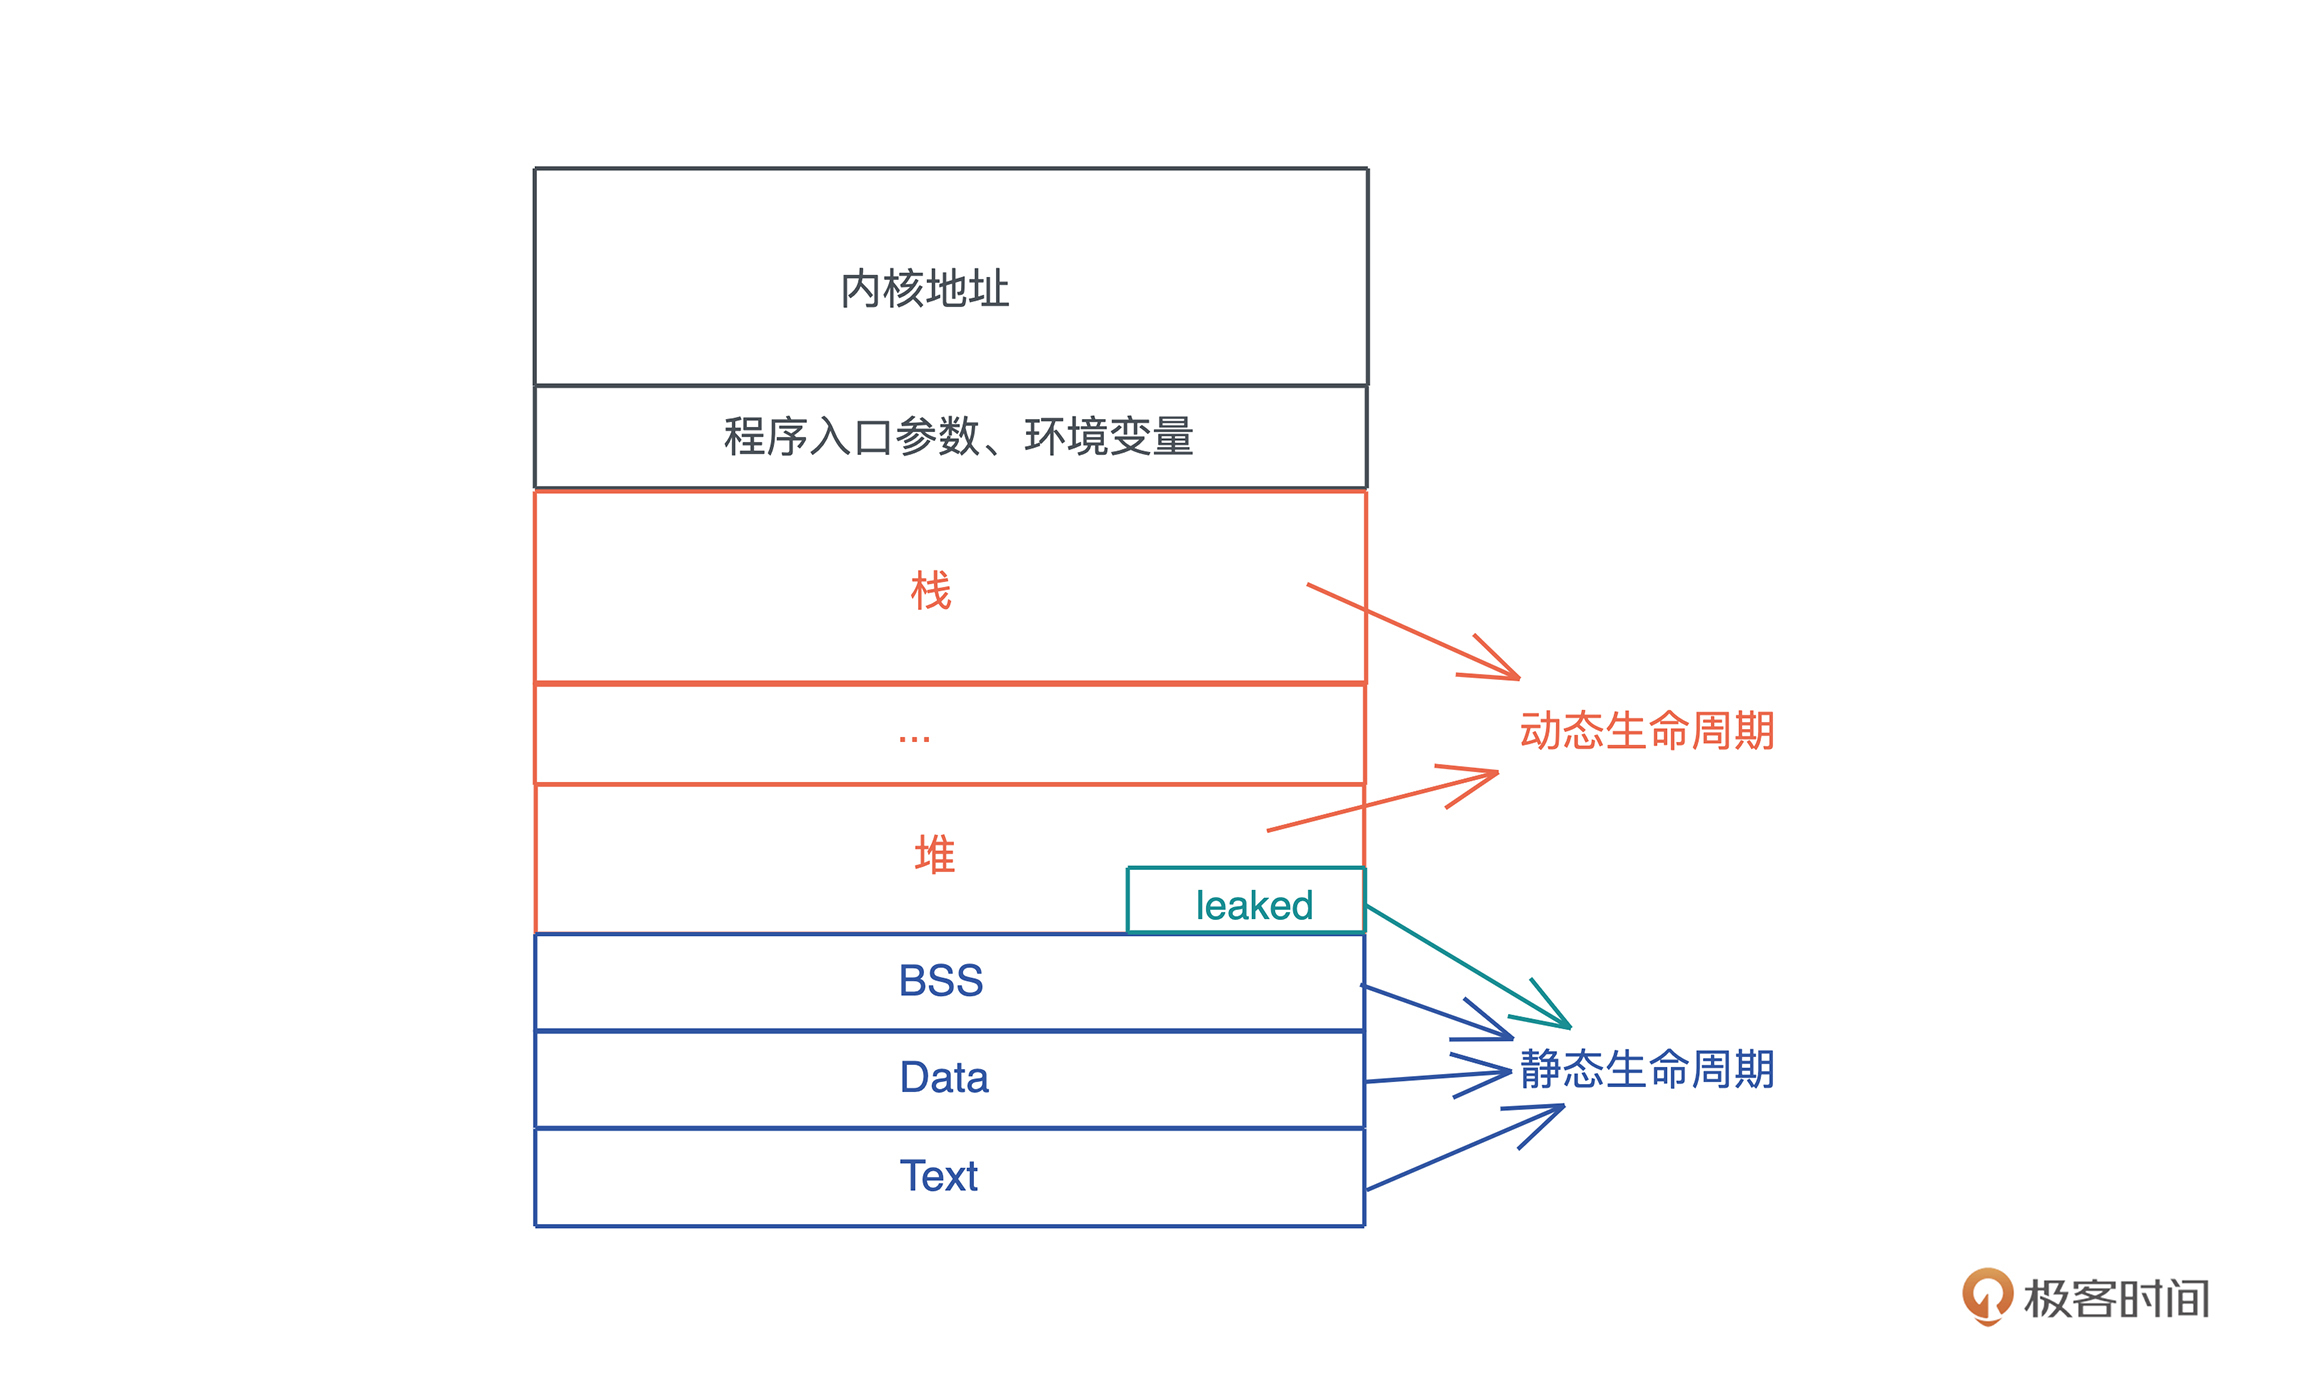 内核地址
程序入口参数、环境变量
栈
...
动态生命周期
堆
leaked
BSS
静态生命周期
Data
Text
极客时间